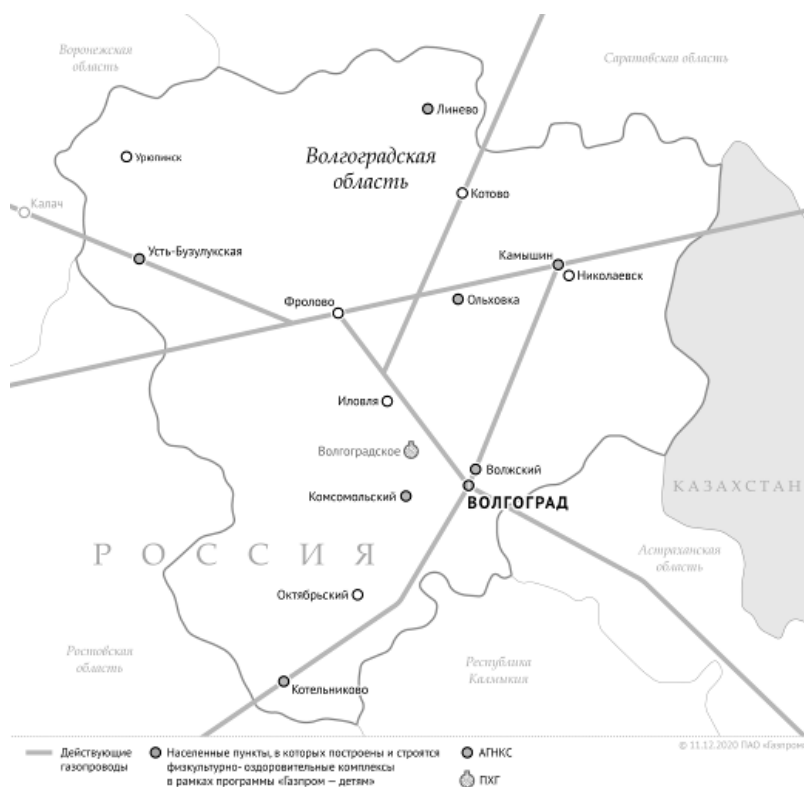 Воронежская
область
Саратовская область
Линево
Урюпинск
Волгоградская
область
Котово
Калач
Усть-Бузулукская
Камышин
Николаевск
Фролово
Ольховка
Иловля
Волгоградское
Волжский
Комсомольский
ВОЛГОГРАД
КАЗАХСТАН
РОССИЯ
Астраханская
область
Октябрьский
Ростовская
область
Республика
Калмыкия
Котельниково
© 11.12.2020 ПАО «Газпром
Действующие
газопроводы
Населенные пункты, в которых построены и строятся
физкультурно- оздоровительные комплексы
в рамках программы «Газпром — детям»
АГНКС
ПХГ